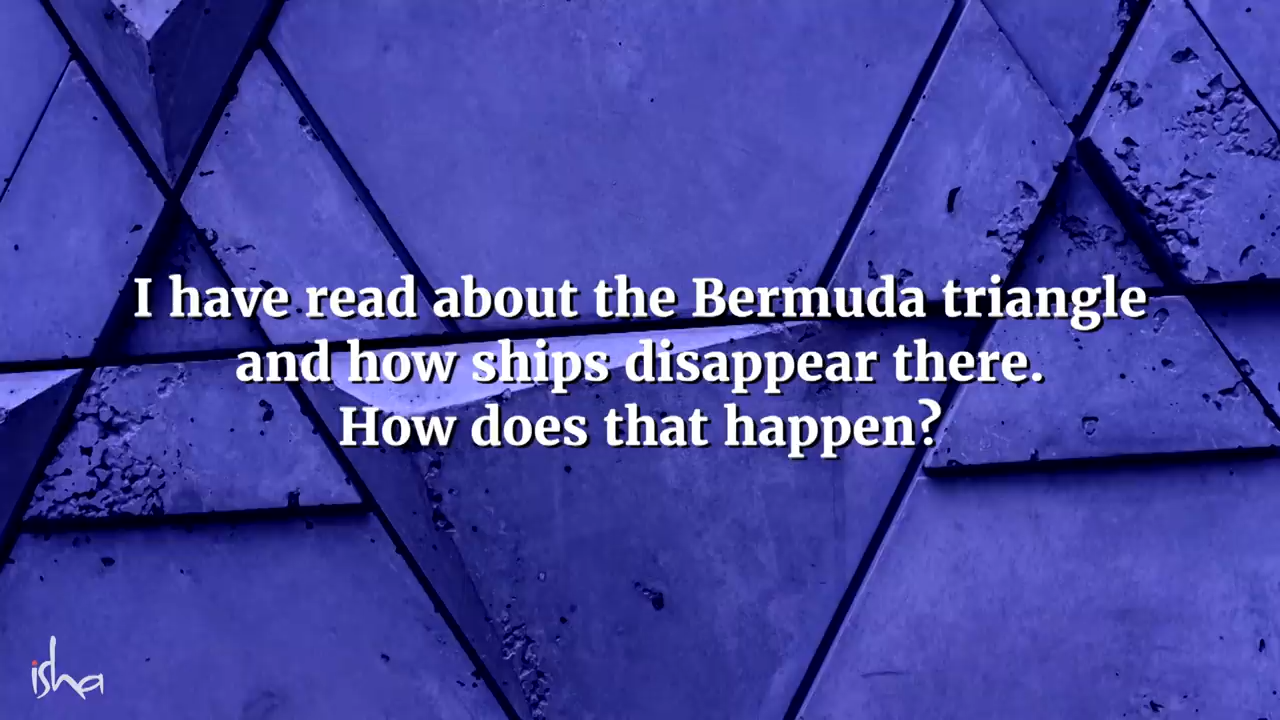 I have read about the Bermuda triangle
and how ships disappear there.
How does that happen?
isha